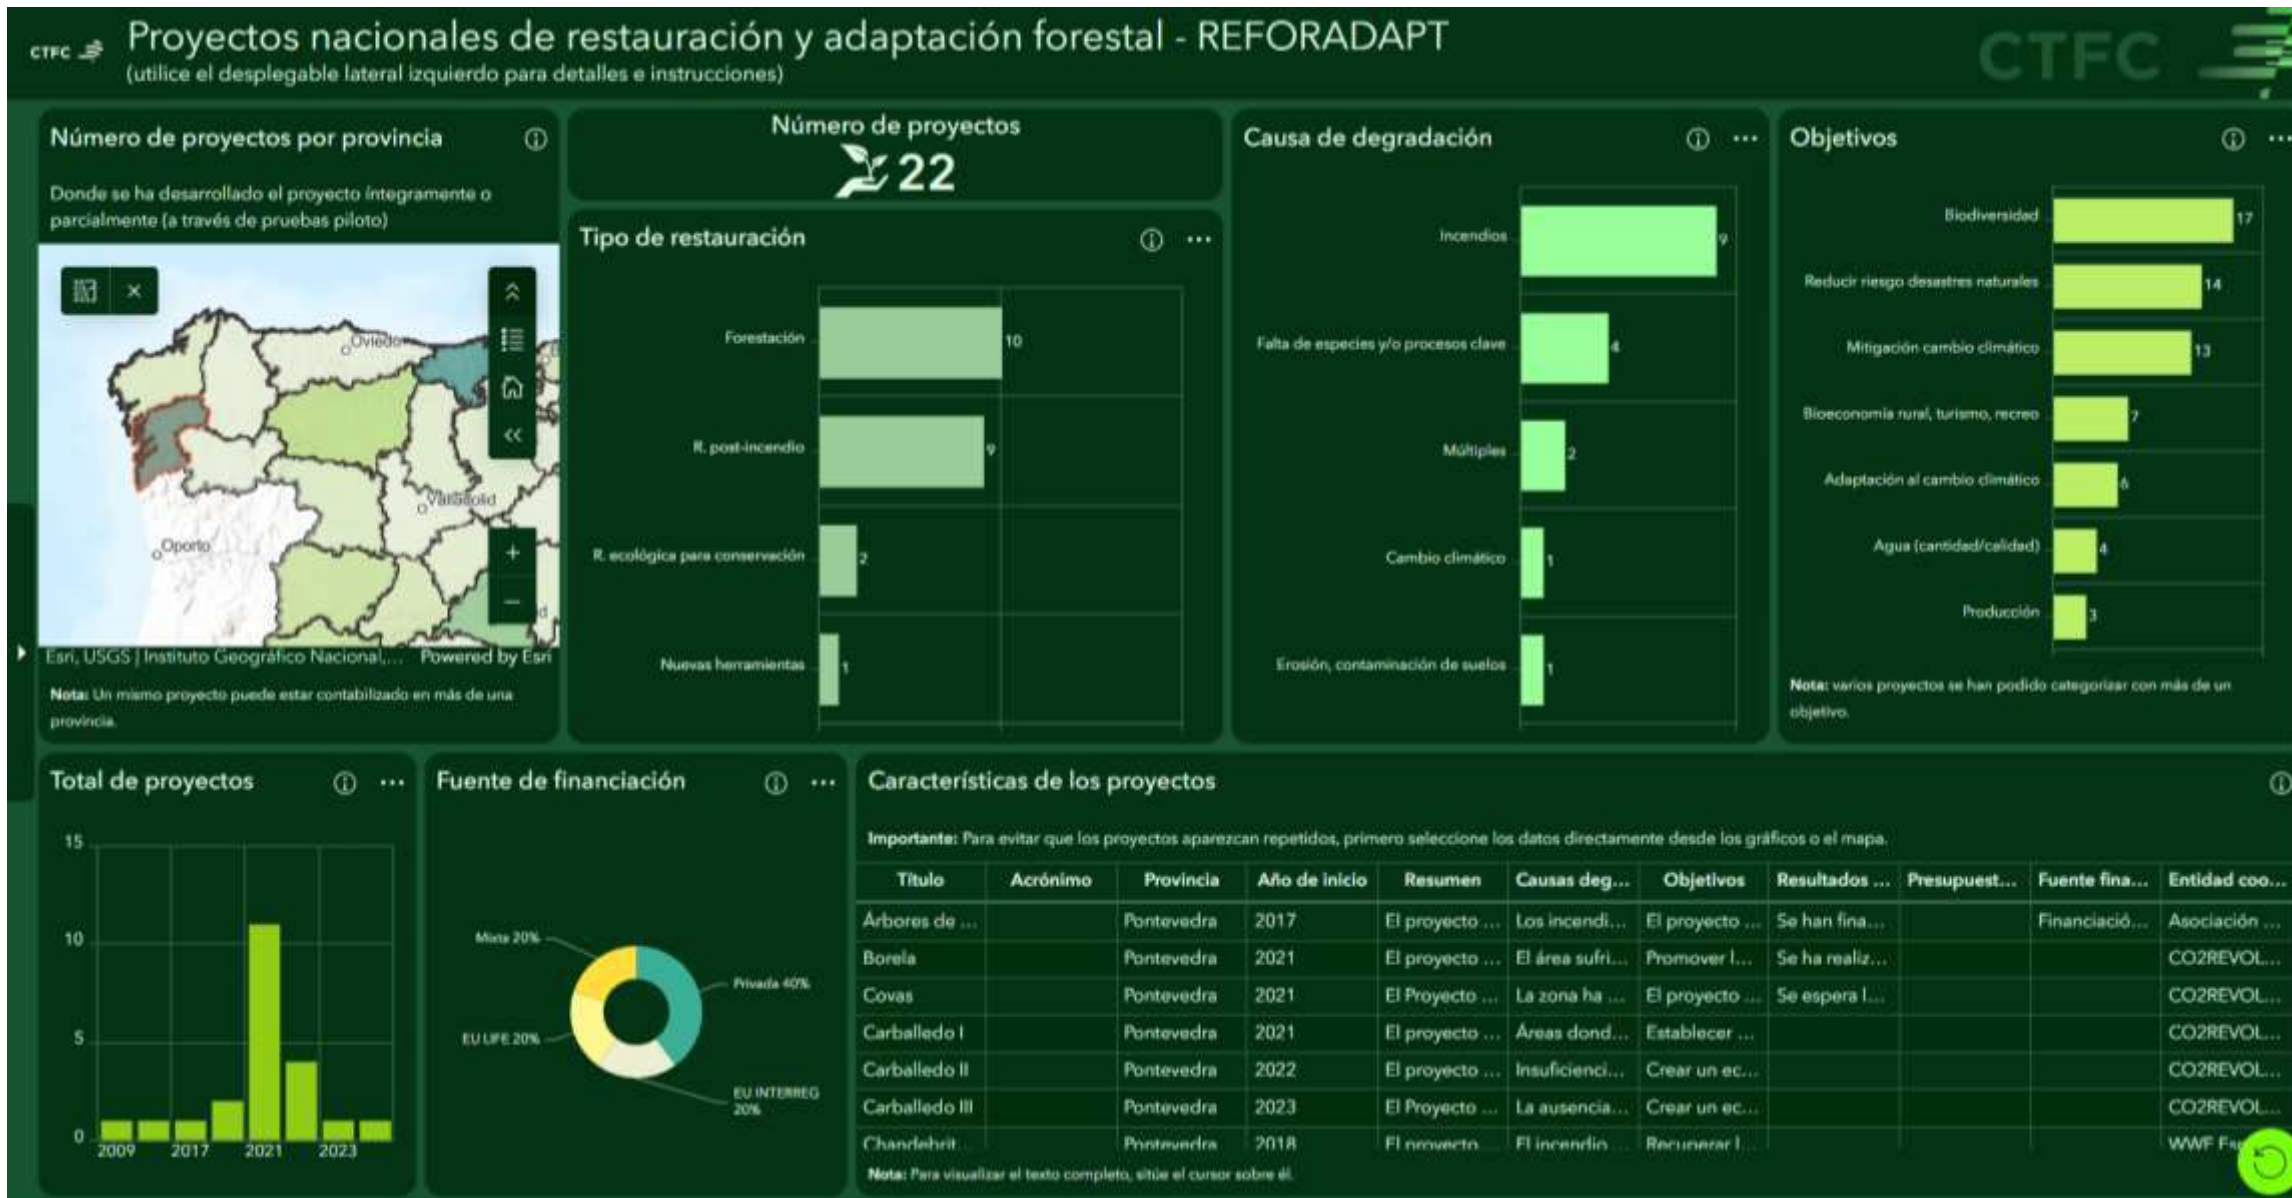 CTFC
Proyectos nacionales de restauración y adaptación forestal - REFORADAPT
(utilice el desplegable lateral izquierdo para detalles e instrucciones)
CTFC
Número de proyectos por provincia
Donde se ha desarrollado el proyecto íntegramente o
parcialmente (a través de pruebas piloto)
Oviedo
Valladolid
Oporto
Esri, USGS | Instituto Geográfico Nacional,... Powered by Esri
Nota: Un mismo proyecto puede estar contabilizado en más de una
provincia.
Número de proyectos
22
Tipo de restauración
Forestación 10
R. post-incendio 9
R. ecológica para conservación 2
Nuevas herramientas 1
Causa de degradación
Incendios 9
Falta de especies y/o procesos clave 4
Múltiples 2
Cambio climático 1
Erosión, contaminación de suelos 1
Objetivos
Biodiversidad 17
Reducir riesgo desastres naturales 14
Mitigación cambio climático 13
Bioeconomía rural, turismo, recreo 7
Adaptación al cambio climático 6
Agua (cantidad/calidad) 4
Producción 3
Nota: varios proyectos se han podido categorizar con más de un
objetivo.
Total de proyectos
15
10
5
0
2009 2017 2021 2023
Fuente de financiación
Mixta 20%
Privada 40%
EU LIFE 20%
EU INTERREG
20%
Características de los proyectos
Importante: Para evitar que los proyectos aparezcan repetidos, primero seleccione los datos directamente desde los gráficos o el mapa.
Título Acrónimo Provincia Año de inicio Resumen Causas deg... Objetivos Resultados ... Presupuest... Fuente fina... Entidad coo...
Árbores de ... Pontevedra 2017 El proyecto ... Los incendi... El proyecto ... Se han fina... Financiació... Asociación ...
Borela Pontevedra 2021 El proyecto ... El área sufri... Promover l... Se ha realiz... CO2REVOL...
Covas Pontevedra 2021 El Proyecto ... La zona ha ... El proyecto ... Se espera l... CO2REVOL...
Carballedo I Pontevedra 2021 El proyecto ... Áreas dond... Establecer ... CO2REVOL...
Carballedo II Pontevedra 2022 El proyecto ... Insuficienci... Crear un ec... CO2REVOL...
Carballedo III Pontevedra 2023 El Proyecto ... La ausencia... Crear un ec... CO2REVOL...
Chandebrit... Pontevedra 2018 El proyecto ... El incendio ... Recuperar l... WWF
Nota: Para visualizar el texto completo, sitúe el cursor sobre él.